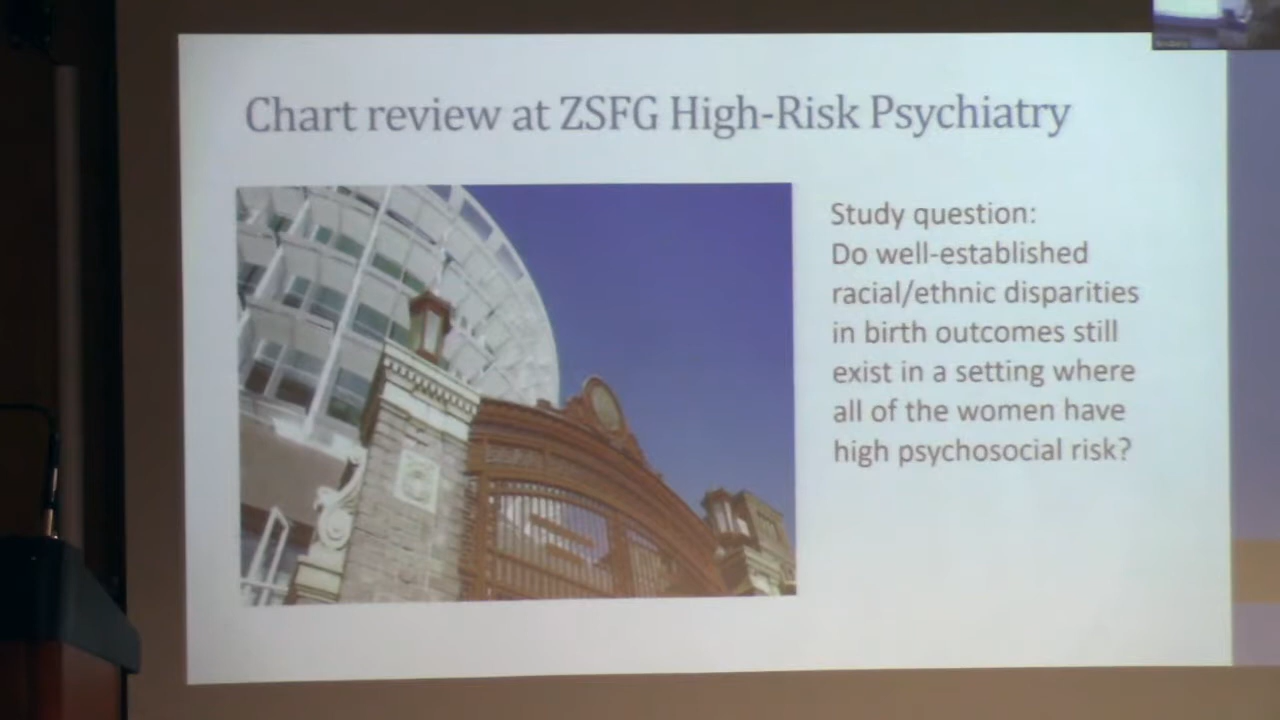 Chart review at ZSFG High-Risk Psychiatry
Study question:
Do well-established
racial/ethnic disparities
in birth outcomes still
exist in a setting where
all of the women have
high psychosocial risk?